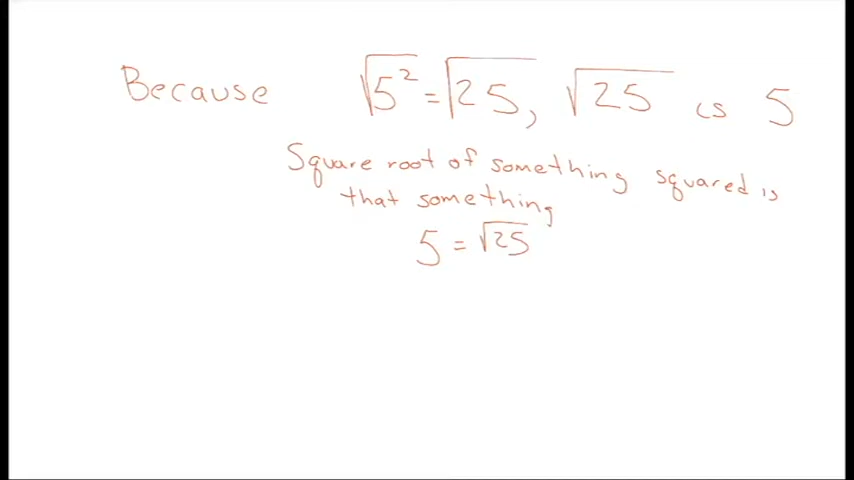 Because √5² = √25, √25 is 5
Square root of something squared is
that something
5 = √25